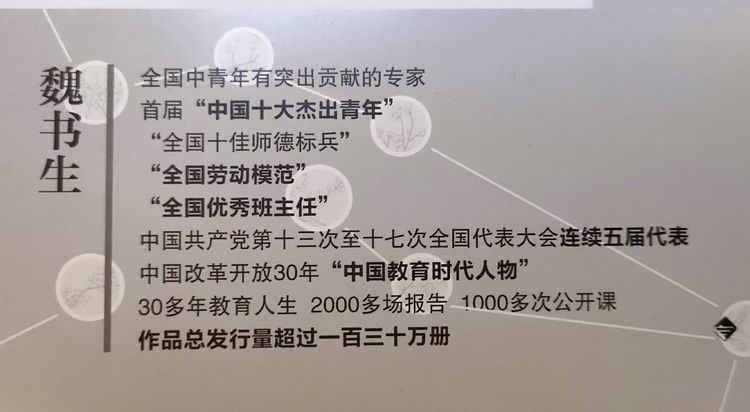 魏书生
全国中青年有突出贡献的专家
首届“中国十大杰出青年”
“全国十佳师德标兵”
“全国劳动模范”
“全国优秀班主任”
中国共产党第十三次至十七次全国代表大会连续五届代表
中国改革开放30年“中国教育时代人物”
30多年教育人生 2000多场报告 1000多次公开课
作品总发行量超过一百三十万册